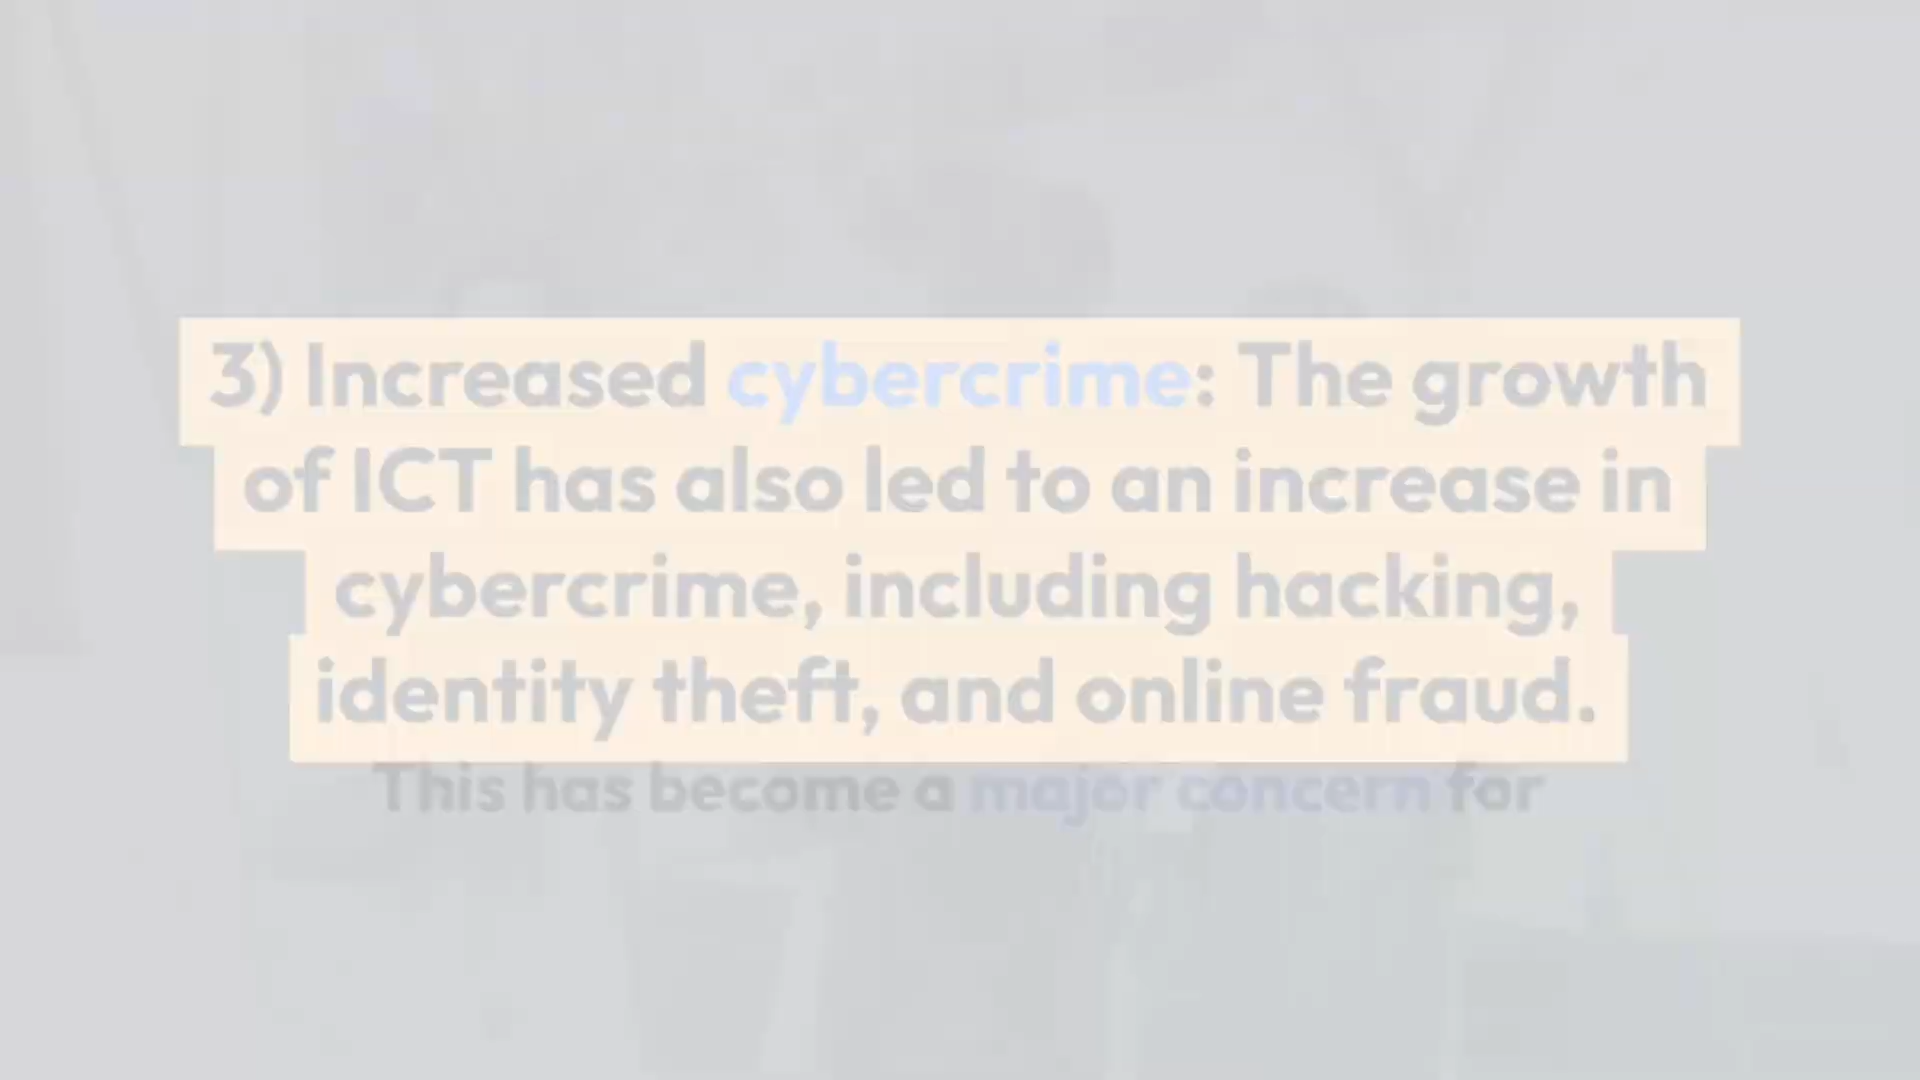 3) Increased cybercrime: The growth
of ICT has also led to an increase in
cybercrime, including hacking,
identity theft, and online fraud.
This has become a major concern for